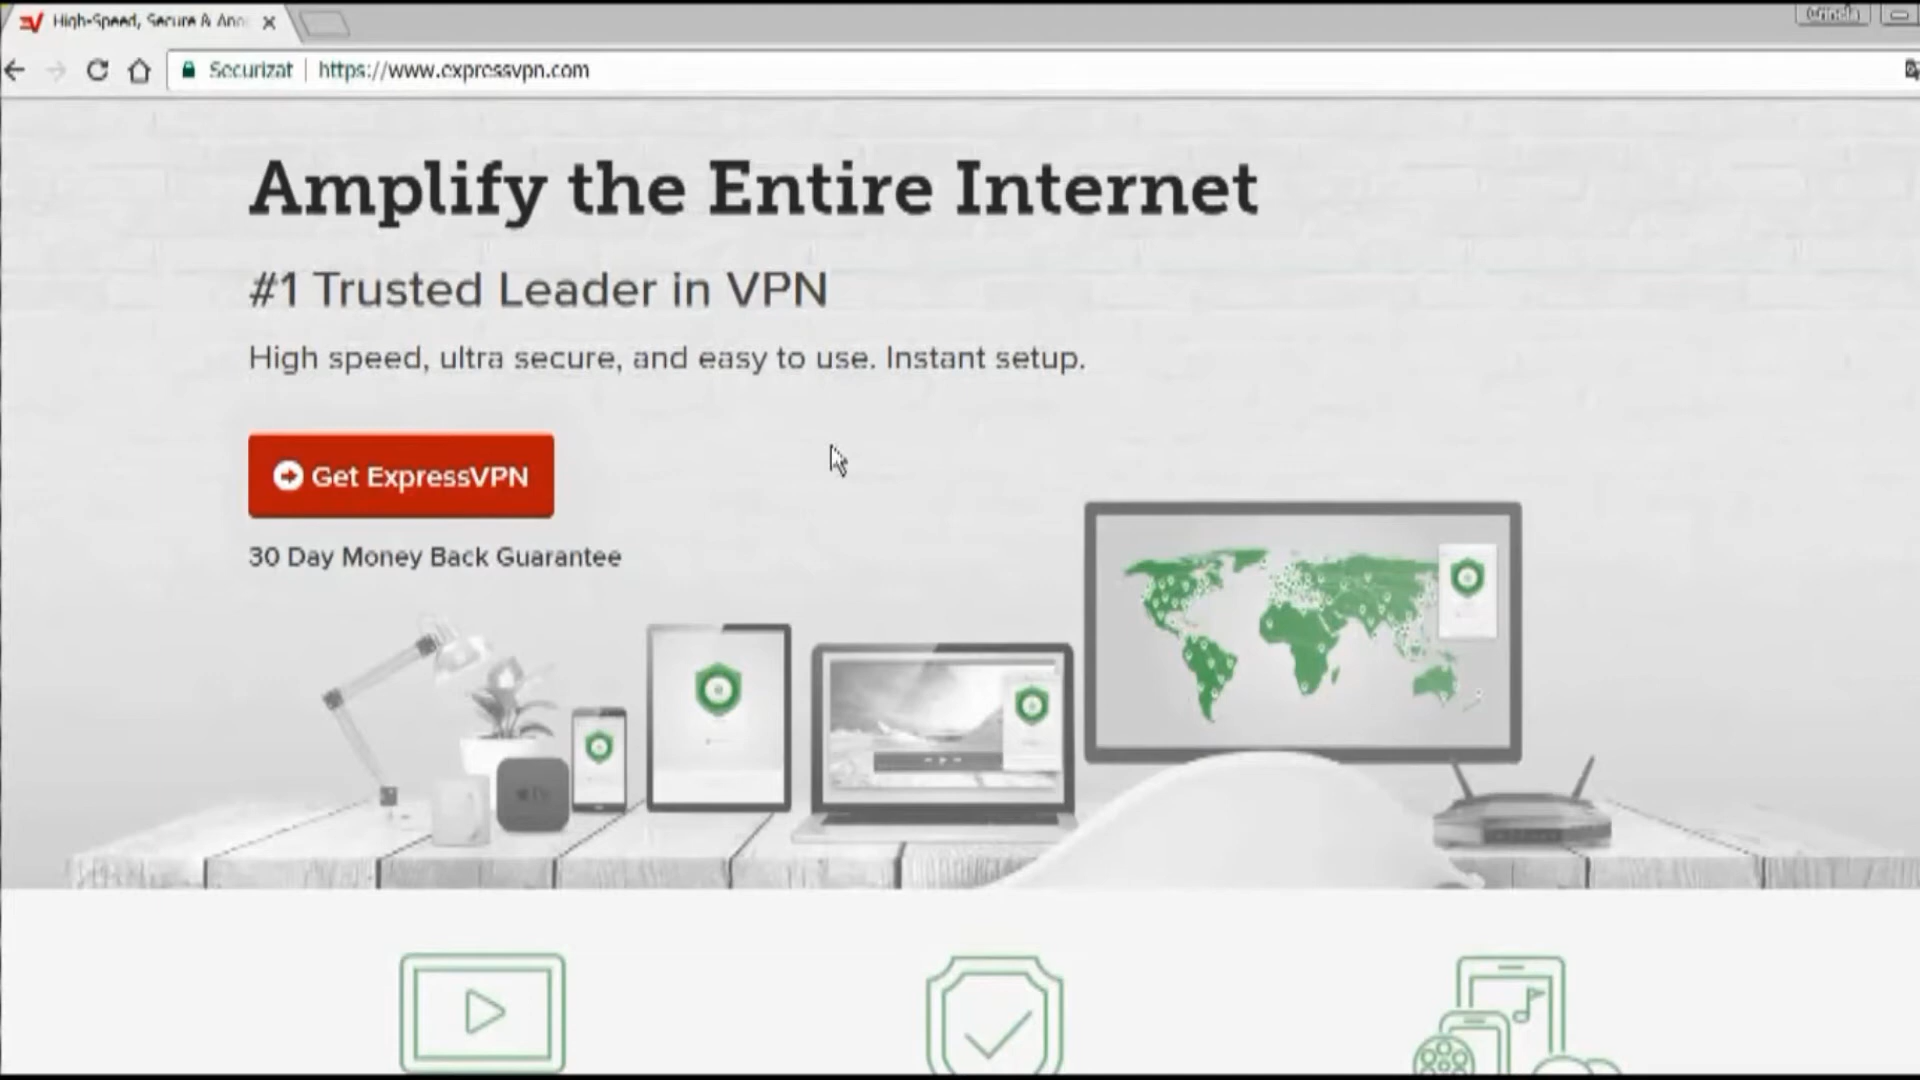 High-Speed, Secure & Ano
Securizat
https://www.expressvpn.com
Amplify the Entire Internet
#1 Trusted Leader in VPN
High speed, ultra secure, and easy to use. Instant setup.
Get ExpressVPN
30 Day Money Back Guarantee